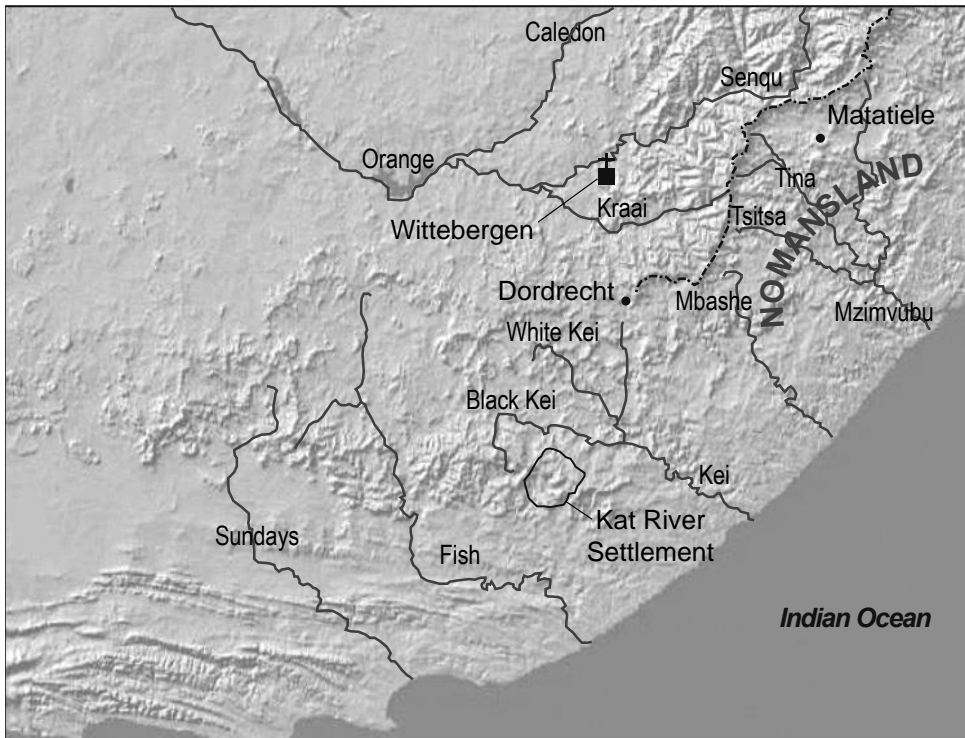 Caledon
Senqu
Matatiele
Orange
Tina
Kraai
Wittebergen
Tsitsa
NOMANSLAND
Dordrecht
Mbashe
Mzimvubu
White Kei
Black Kei
Kei
Kat River
Settlement
Sundays
Fish
Indian Ocean